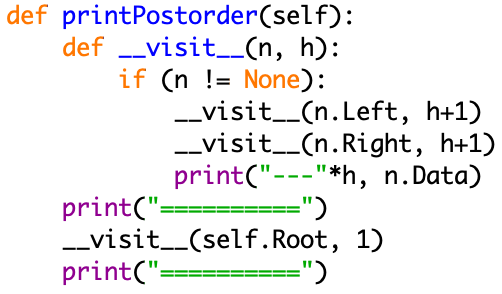 def printPostorder(self):
    def __visit__(n, h):
        if (n != None):
            __visit__(n.Left, h+1)
            __visit__(n.Right, h+1)
            print("---"*h, n.Data)
    print("==========")
    __visit__(self.Root, 1)
    print("==========")